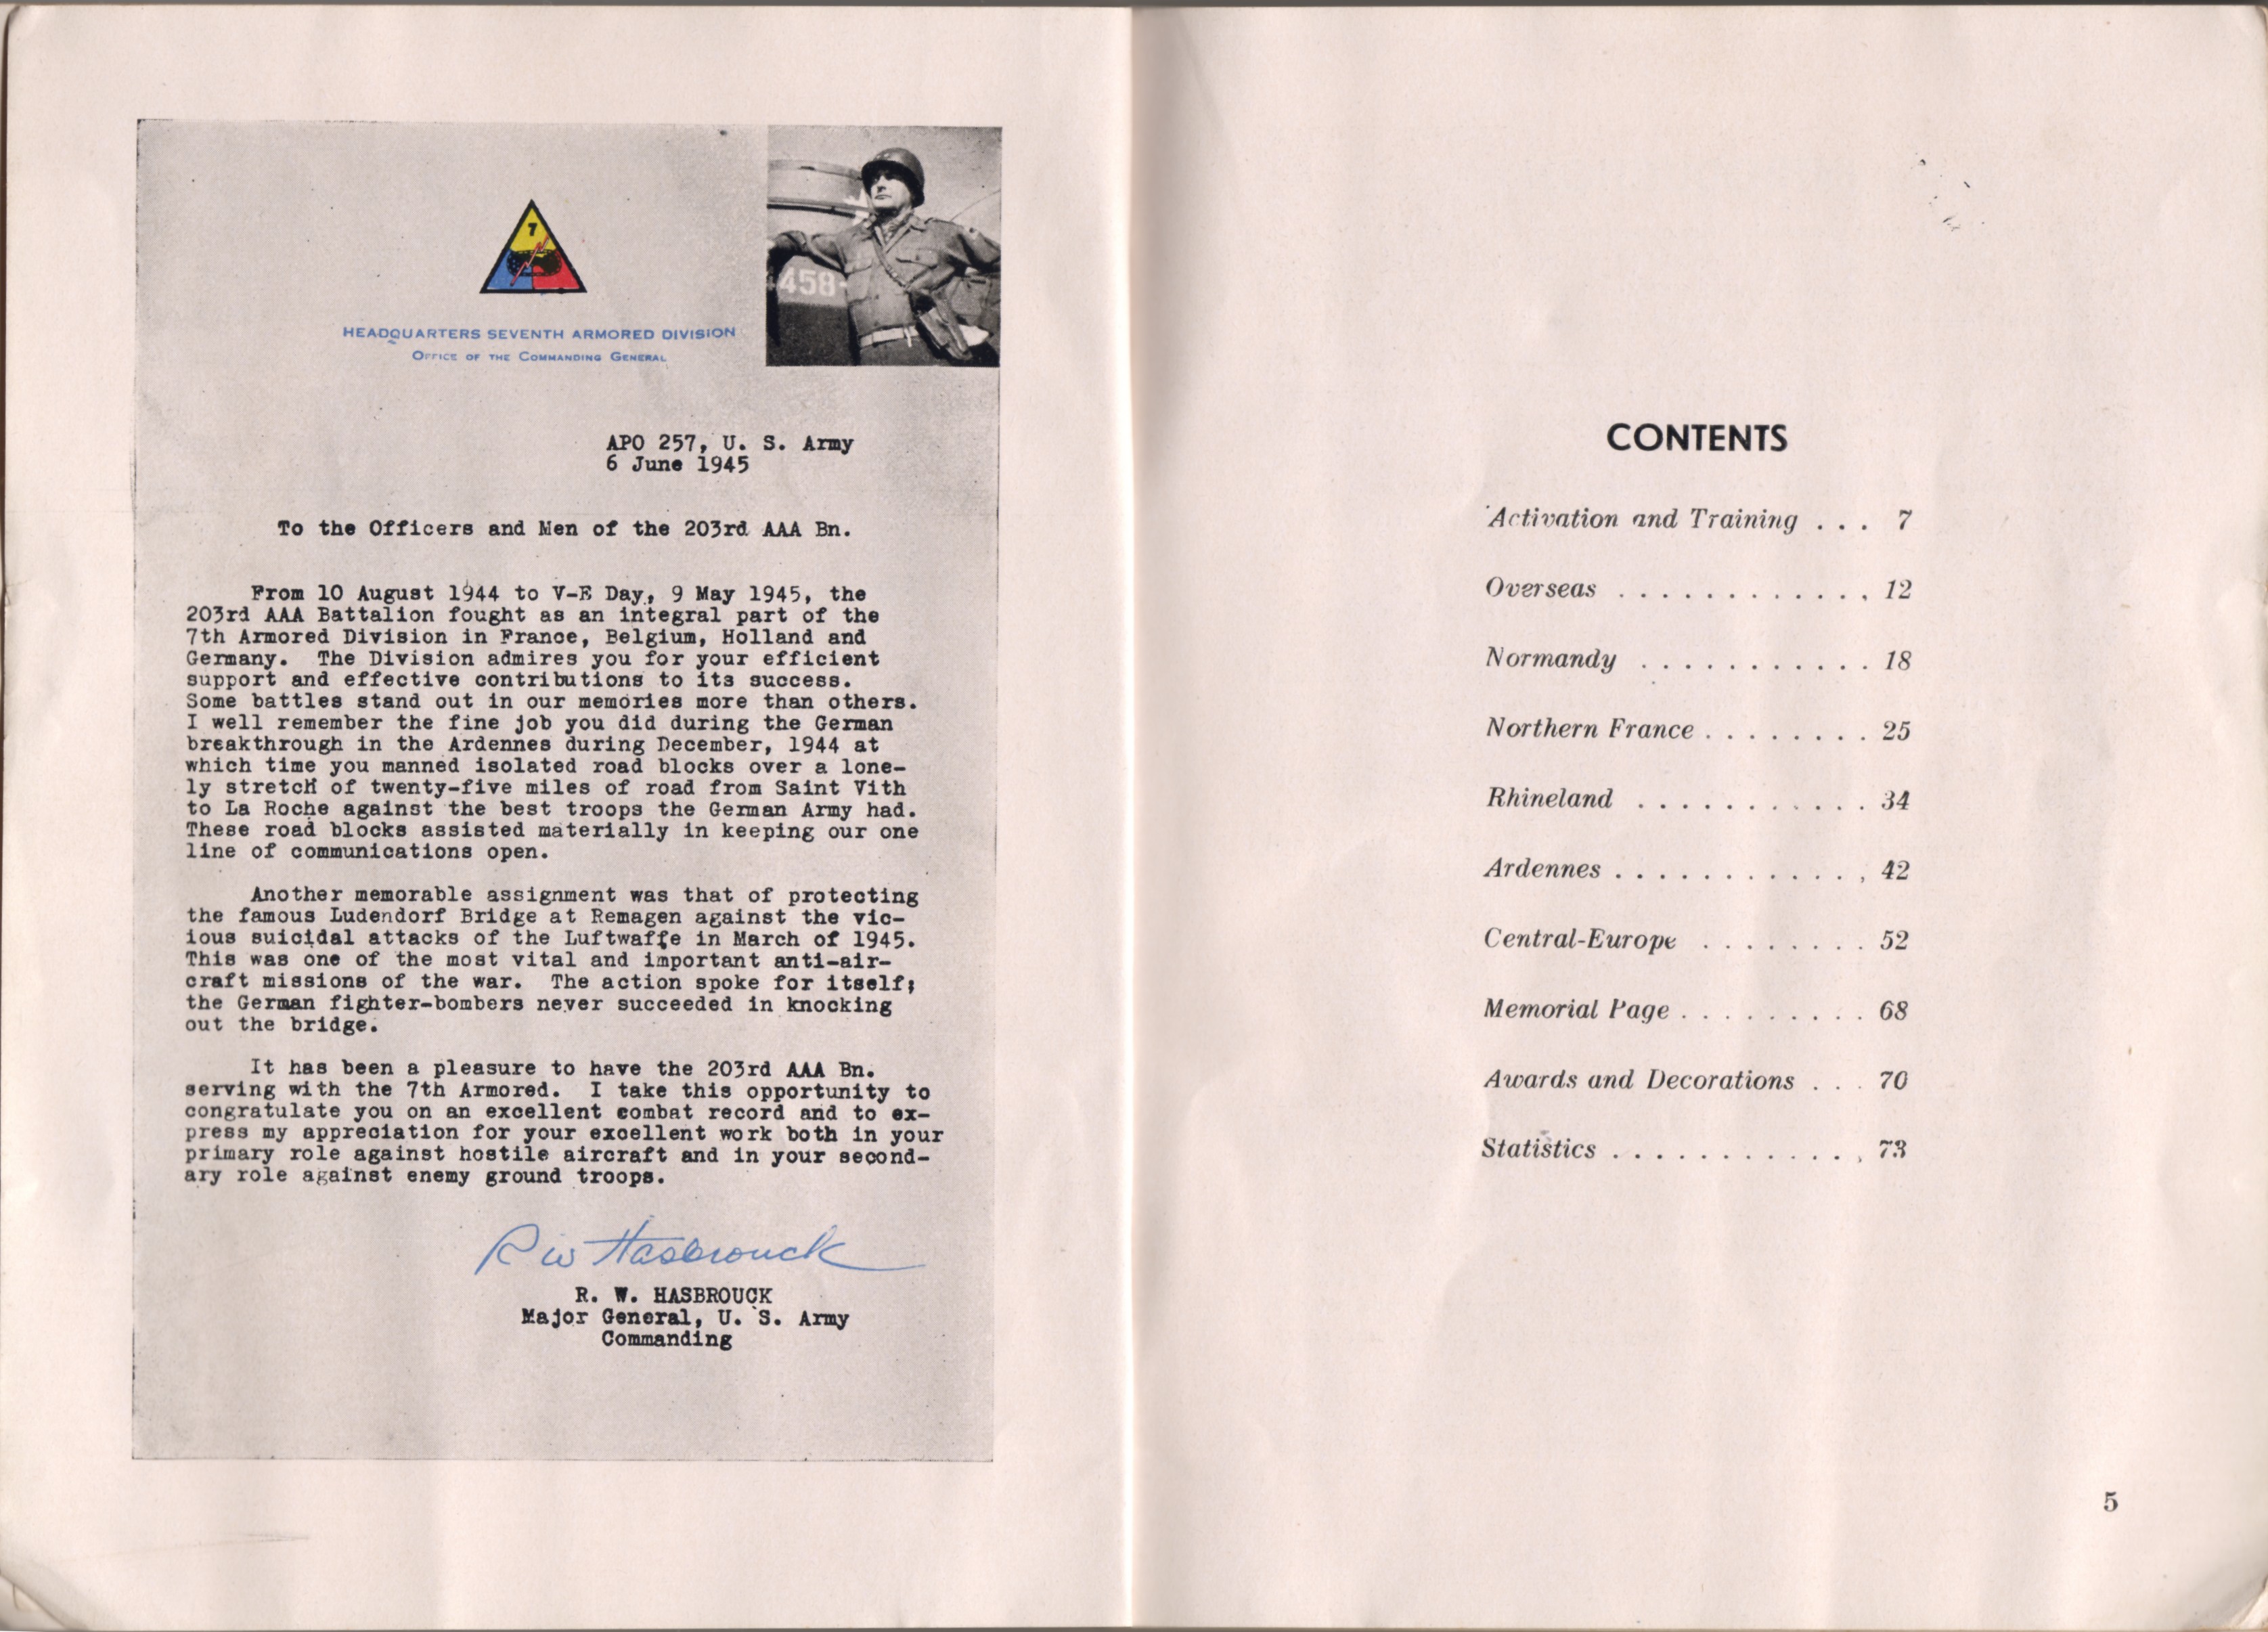 7
458-
HEADQUARTERS SEVENTH ARMORED DIVISION
OFFICE OF THE COMMANDING GENERAL
APO 257, U. S. Army
6 June 1945
To the Officers and Men of the 203rd AAA Bn.
From 10 August 1944 to V-E Day, 9 May 1945, the
203rd AAA Battalion fought as an integral part of the
7th Armored Division in France, Belgium, Holland and
Germany. The Division admires you for your efficient
support and effective contributions to its success.
Some battles stand out in our memories more than others.
I well remember the fine job you did during the German
breakthrough in the Ardennes during December, 1944 at
which time you manned isolated road blocks over a lone-
ly stretch of twenty-five miles of road from Saint Vith
to La Roche against the best troops the German Army had.
These road blocks assisted materially in keeping our one
line of communications open.
Another memorable assignment was that of protecting
the famous Ludendorf Bridge at Remagen against the vic-
ious suicidal attacks of the Luftwaffe in March of 1945.
This was one of the most vital and important anti-air-
craft missions of the war. The action spoke for itself;
the German fighter-bombers never succeeded in knocking
out the bridge.
It has been a pleasure to have the 203rd AAA Bn.
serving with the 7th Armored. I take this opportunity to
congratulate you on an excellent combat record and to ex-
press my appreciation for your excellent work both in your
primary role against hostile aircraft and in your second-
ary role against enemy ground troops.
R W Hasbrouck
R. W. HASBROUCK
Major General, U. S. Army
Commanding
CONTENTS
Activation and Training . . . 7
Overseas . . . . . . . . . . . . . 12
Normandy . . . . . . . . . . . 18
Northern France . . . . . . . . 25
Rhineland . . . . . . . . . . . 34
Ardennes . . . . . . . . . . . . . 42
Central-Europe . . . . . . . . 52
Memorial Page . . . . . . . . . 68
Awards and Decorations . . . 70
Statistics . . . . . . . . . . . . . 73
5